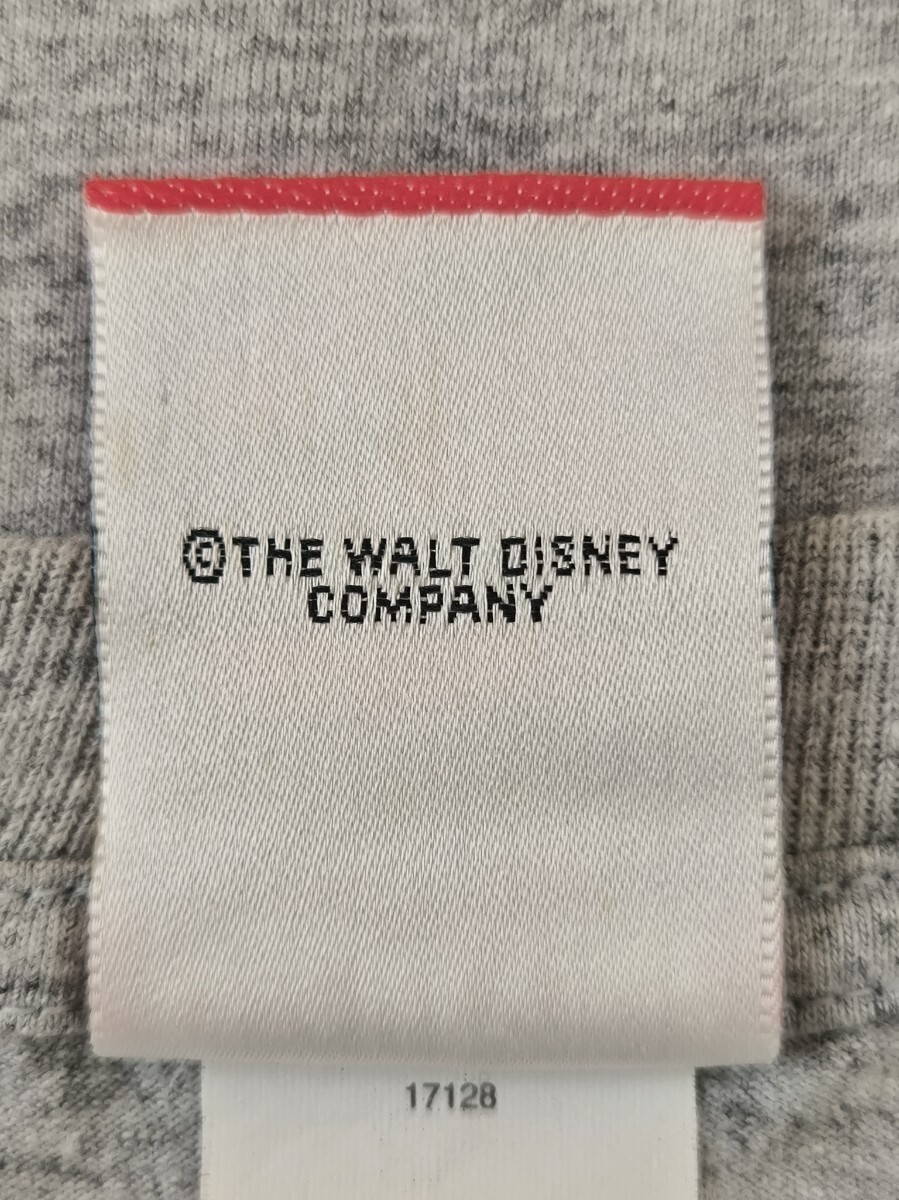 ©THE WALT DISNEY
COMPANY
17128